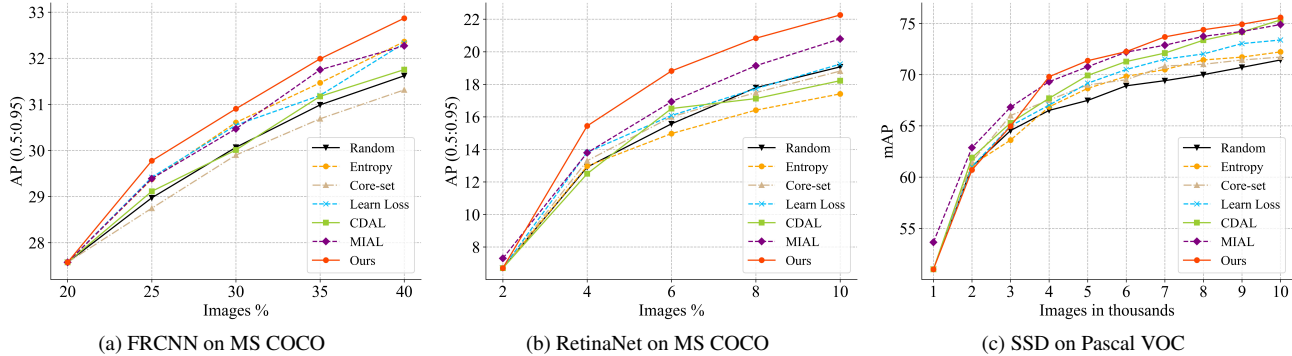 33
32
31
30
29
28
AP (0.5:0.95)
20 25 30 35 40
Images %
Random
Entropy
Core-set
Learn Loss
CDAL
MIAL
Ours
(a) FRCNN on MS COCO
22
20
18
16
14
12
10
8
AP (0.5:0.95)
2 4 6 8 10
Images %
Random
Entropy
Core-set
Learn Loss
CDAL
MIAL
Ours
(b) RetinaNet on MS COCO
75
70
65
60
55
mAP
1 2 3 4 5 6 7 8 9 10
Images in thousands
Random
Entropy
Core-set
Learn Loss
CDAL
MIAL
Ours
(c) SSD on Pascal VOC